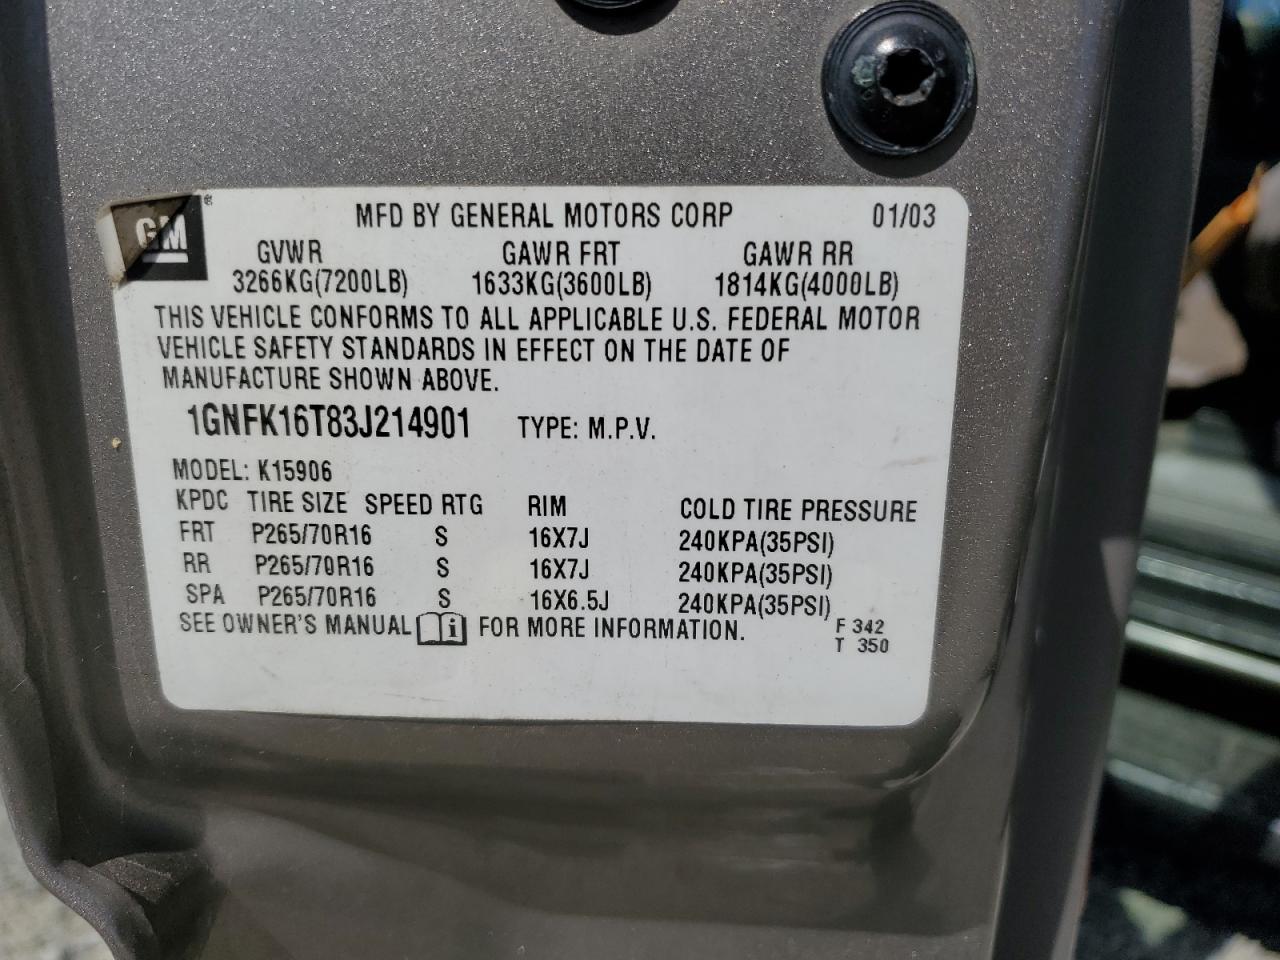 GM®
MFD BY GENERAL MOTORS CORP 01/03
GVWR GAWR FRT GAWR RR
3266KG(7200LB) 1633KG(3600LB) 1814KG(4000LB)
THIS VEHICLE CONFORMS TO ALL APPLICABLE U.S. FEDERAL MOTOR
VEHICLE SAFETY STANDARDS IN EFFECT ON THE DATE OF
MANUFACTURE SHOWN ABOVE.
1GNFK16T83J214901 TYPE: M.P.V.
MODEL: K15906
KPDC TIRE SIZE SPEED RTG RIM COLD TIRE PRESSURE
FRT P265/70R16 S 16X7J 240KPA(35PSI)
RR P265/70R16 S 16X7J 240KPA(35PSI)
SPA P265/70R16 S 16X6.5J 240KPA(35PSI)
SEE OWNER'S MANUAL i FOR MORE INFORMATION.
F 342
T 350